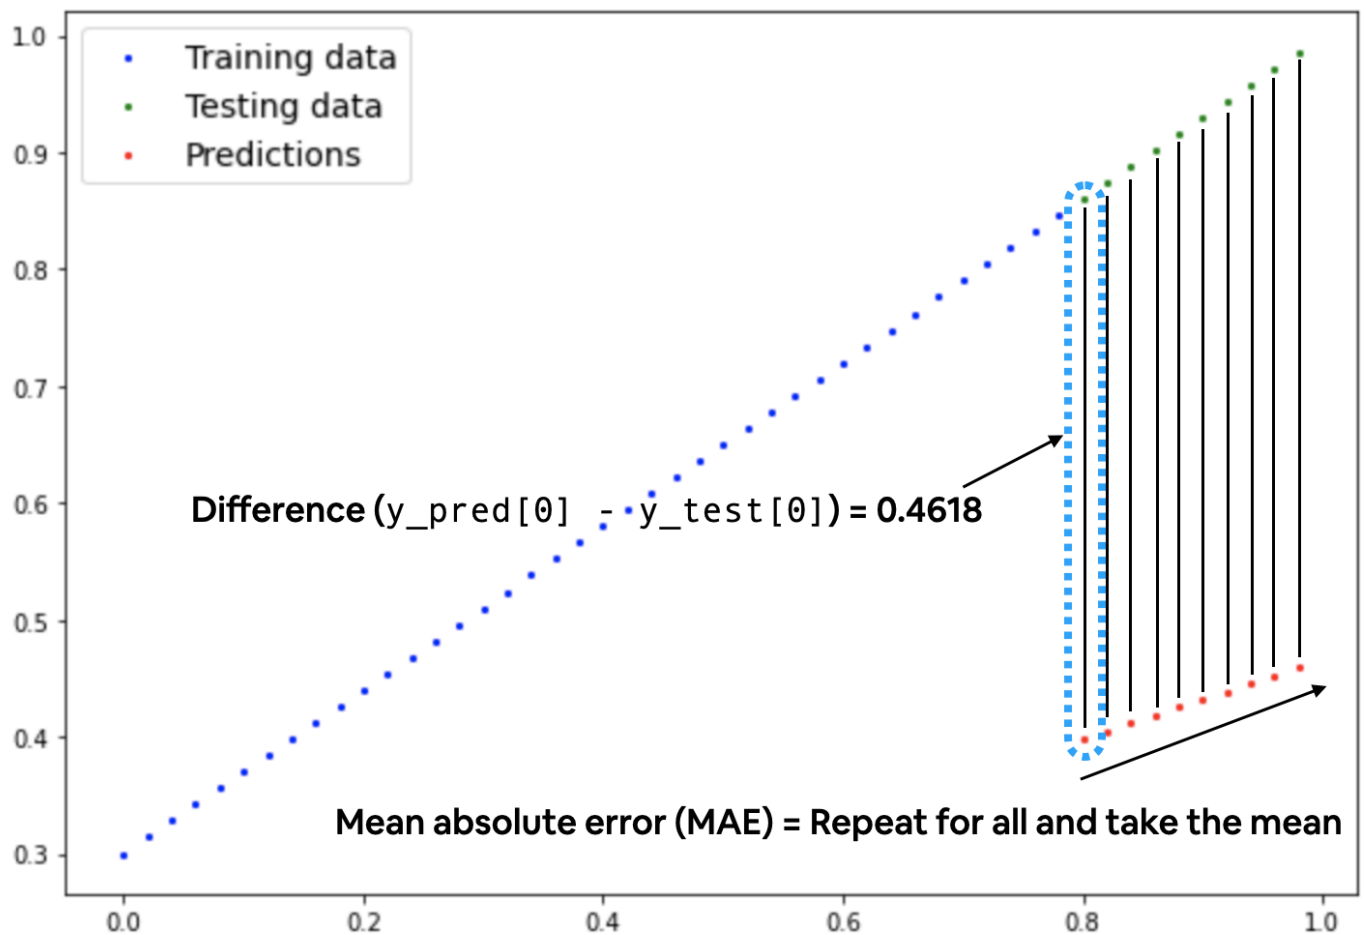 1.0
0.9
0.8
0.7
0.6
0.5
0.4
0.3
Training data
Testing data
Predictions
Difference (y_pred[0] - y_test[0]) = 0.4618
Mean absolute error (MAE) = Repeat for all and take the mean
0.0 0.2 0.4 0.6 0.8 1.0